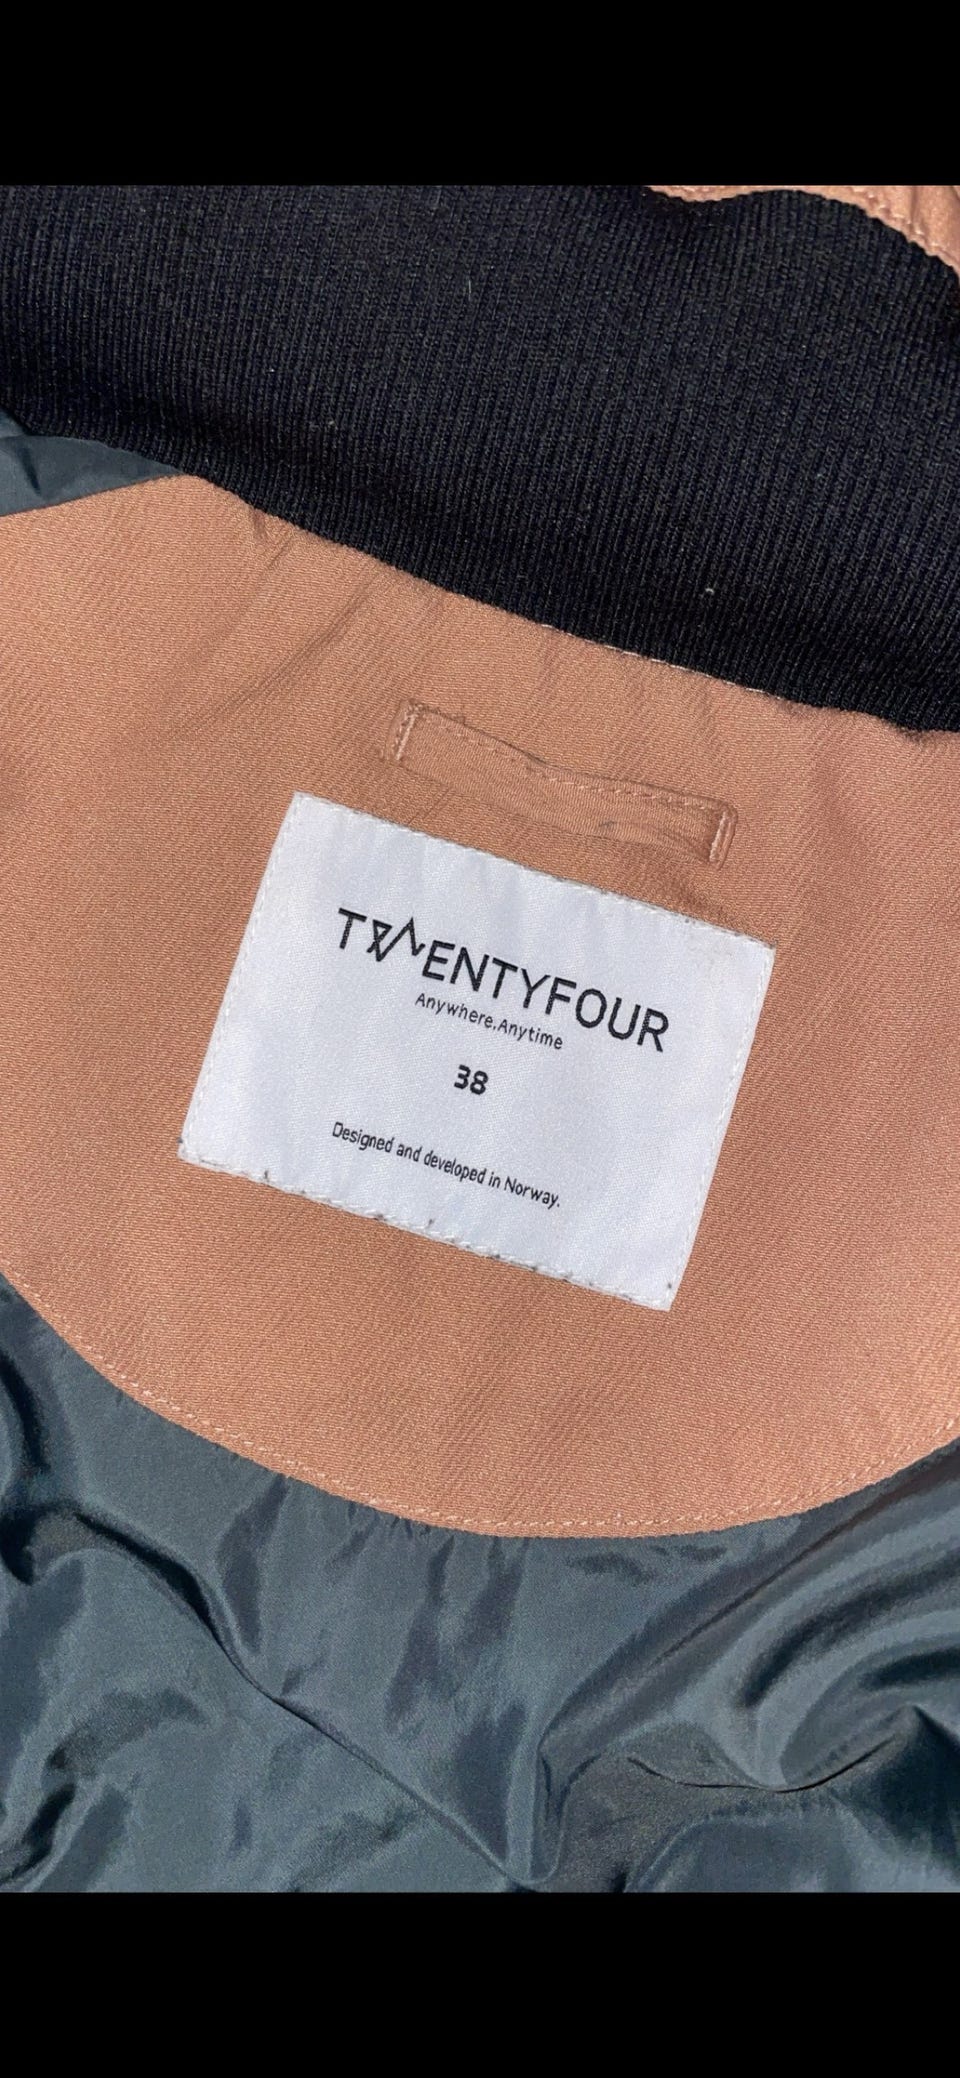 TWENTYFOUR
Anywhere,Anytime
38
Designed and developed in Norway.